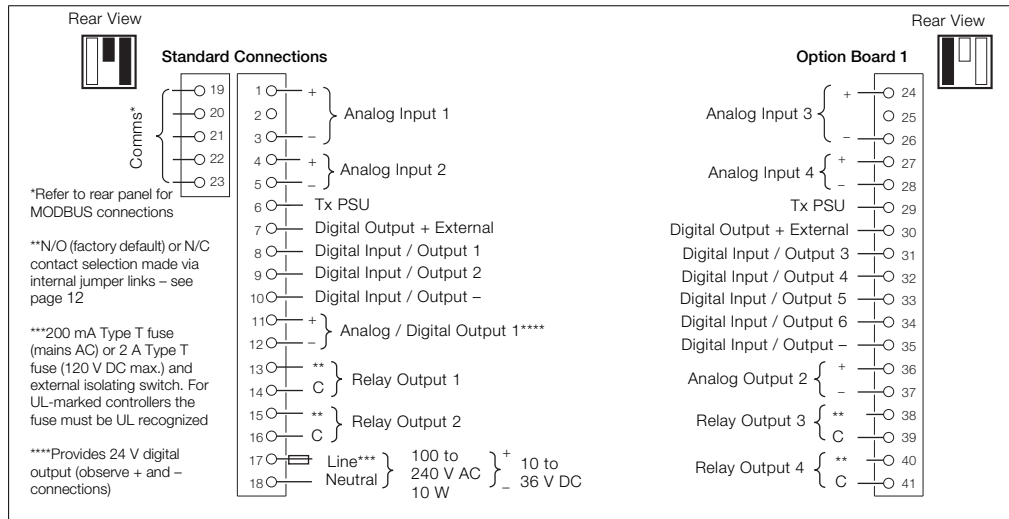 Rear View
Standard Connections
Comms*
19
20
21
22
23
*Refer to rear panel for
MODBUS connections
**N/O (factory default) or N/C
contact selection made via
internal jumper links – see
page 12
***200 mA Type T fuse
(mains AC) or 2 A Type T
fuse (120 V DC max.) and
external isolating switch. For
UL-marked controllers the
fuse must be UL recognized
****Provides 24 V digital
output (observe + and –
connections)
1 +
2 Analog Input 1
3 –
4 +
Analog Input 2
5 –
6 Tx PSU
7 Digital Output + External
8 Digital Input / Output 1
9 Digital Input / Output 2
10 Digital Input / Output –
11 +
Analog / Digital Output 1****
12 –
13 **
Relay Output 1
14 C
15 **
Relay Output 2
16 C
17 Line***
18 Neutral
100 to
240 V AC
10 W
+
–
10 to
36 V DC
Rear View
Option Board 1
+ 24
Analog Input 3 25
– 26
+ 27
Analog Input 4
– 28
Tx PSU 29
Digital Output + External 30
Digital Input / Output 3 31
Digital Input / Output 4 32
Digital Input / Output 5 33
Digital Input / Output 6 34
Digital Input / Output – 35
+ 36
Analog Output 2
– 37
** 38
Relay Output 3
C 39
** 40
Relay Output 4
C 41